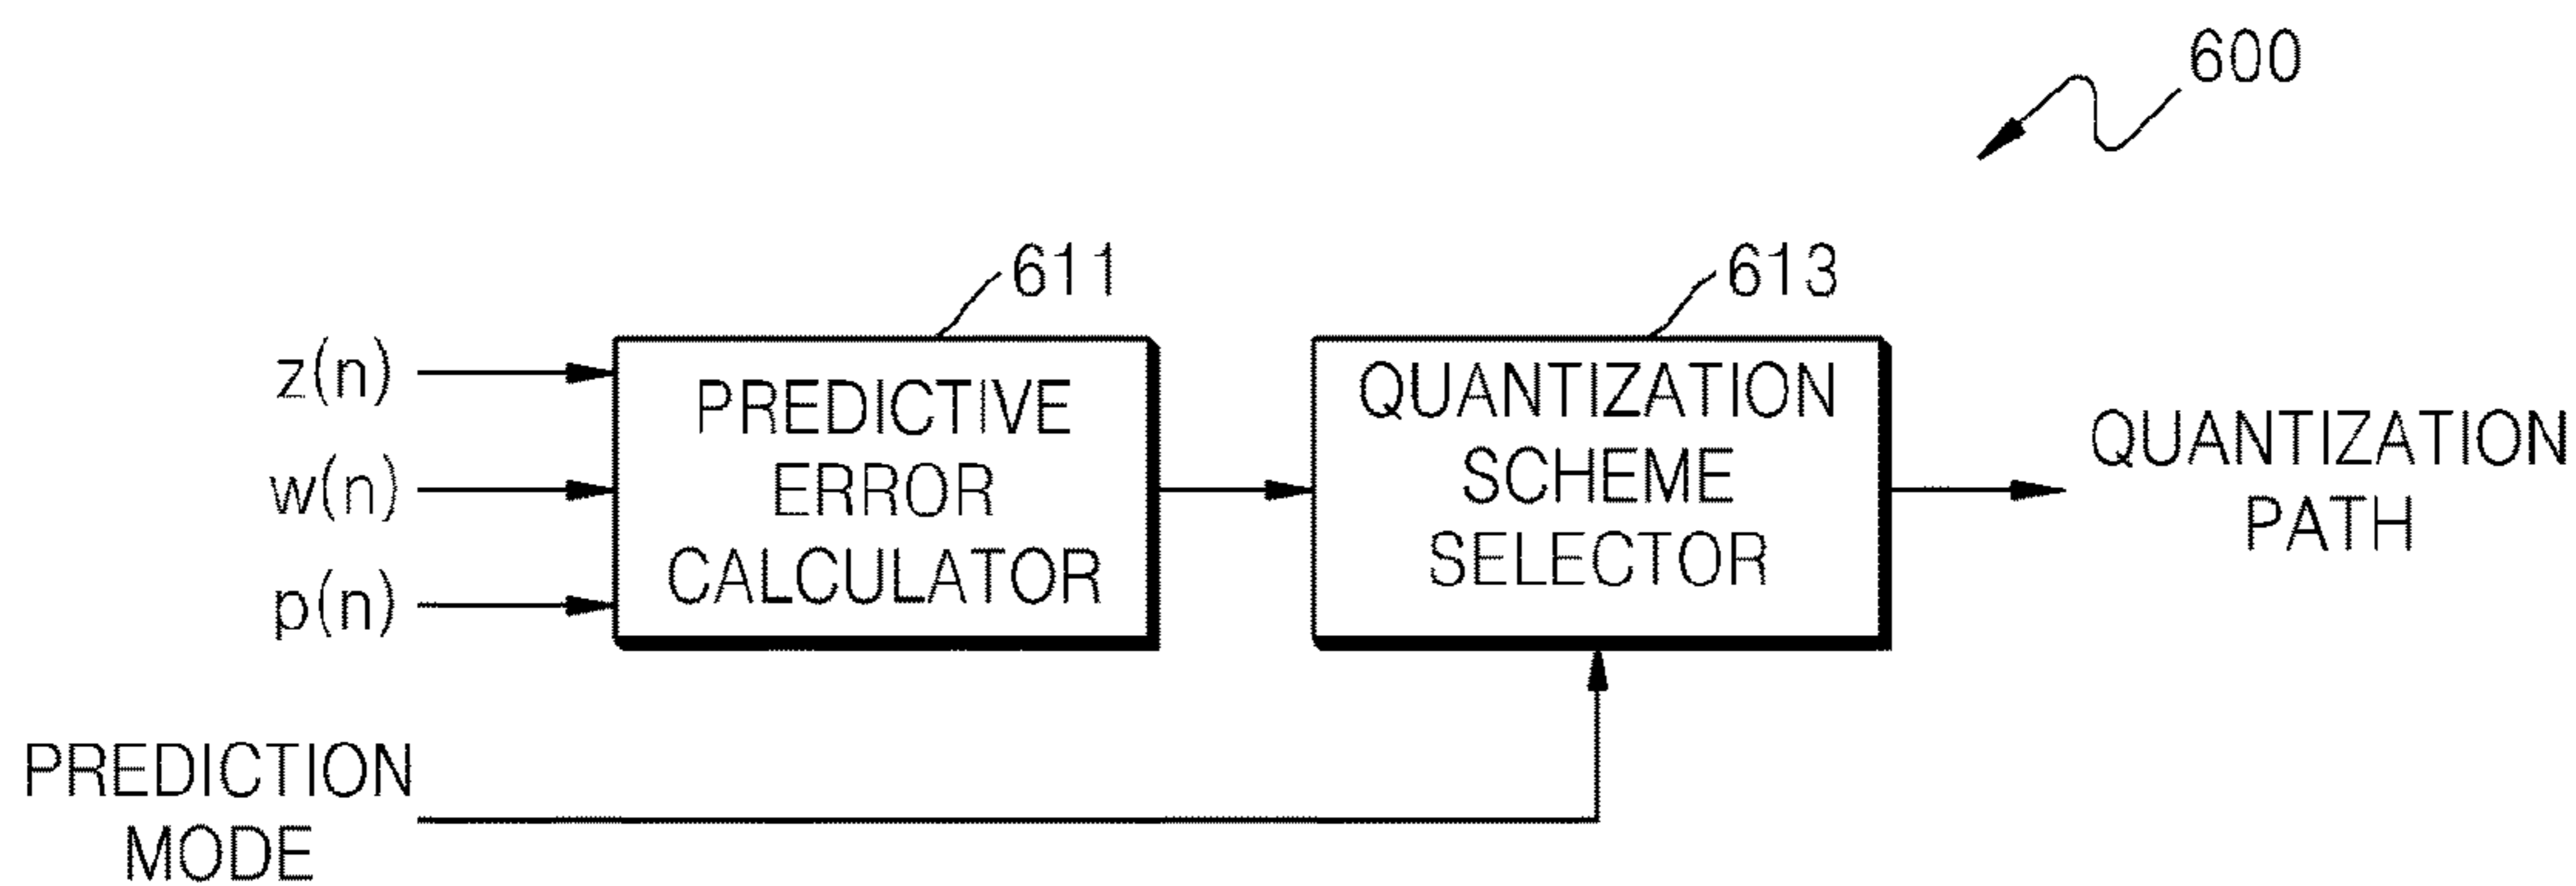 600
611
613
z(n)
w(n)
p(n)
PREDICTIVE
ERROR
CALCULATOR
QUANTIZATION
SCHEME
SELECTOR
QUANTIZATION
PATH
PREDICTION
MODE